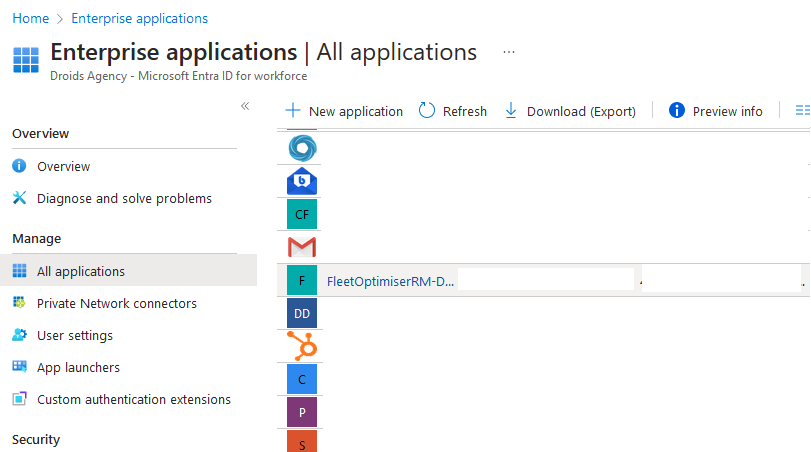 Home > Enterprise applications
Enterprise applications | All applications ...
Droids Agency - Microsoft Entra ID for workforce
«
Overview
Overview
Diagnose and solve problems
Manage
All applications
Private Network connectors
User settings
App launchers
Custom authentication extensions
Security
New application Refresh Download (Export) Preview info
b
CF
F FleetOptimiserRM-D...
DD
C
P
S